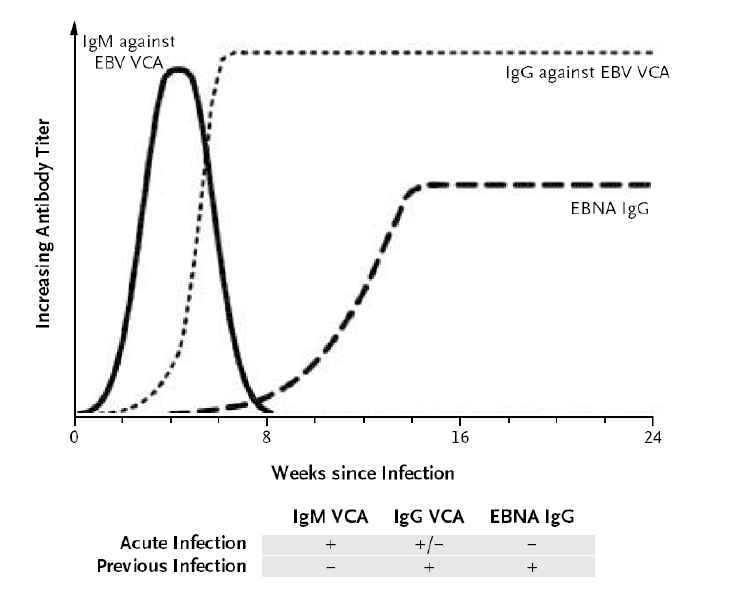 IgM against
EBV VCA
IgG against EBV VCA
EBNA IgG
Increasing Antibody Titer
0 8 16 24
Weeks since Infection
IgM VCA IgG VCA EBNA IgG
Acute Infection + +/– –
Previous Infection – + +